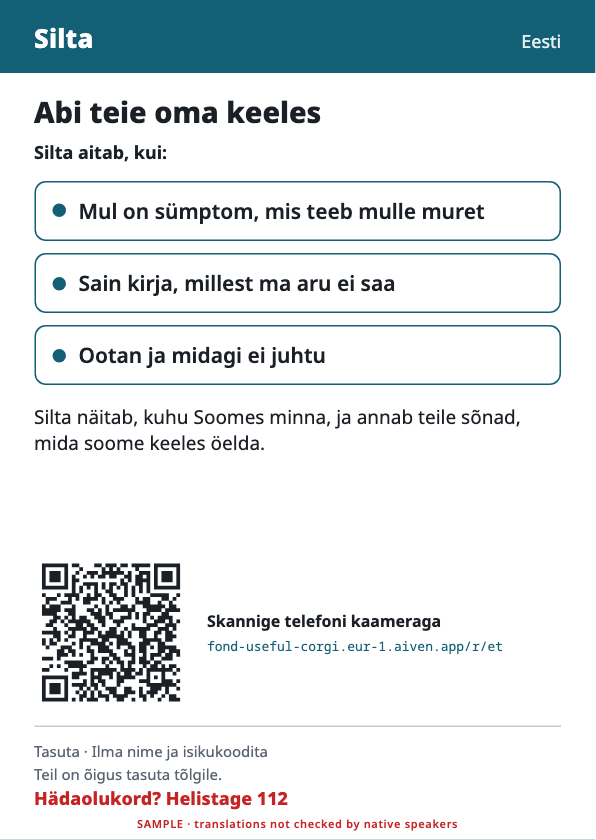 Silta
Eesti
Abi teie oma keeles
Silta aitab, kui:
Mul on sümptom, mis teeb mulle muret
Sain kirja, millest ma aru ei saa
Ootan ja midagi ei juhtu
Silta näitab, kuhu Soomes minna, ja annab teile sõnad,
mida soome keeles öelda.
Skannige telefoni kaameraga
fond-useful-corgi.eur-1.aiven.app/r/et
Tasuta · Ilma nime ja isikukoodita
Teil on õigus tasuta tõlgile.
Hädaolukord? Helistage 112
SAMPLE · translations not checked by native speakers